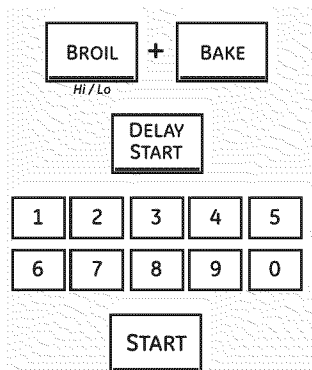 BROIL + BAKE
Hi / Lo
DELAY
START
1 2 3 4 5
6 7 8 9 0
START